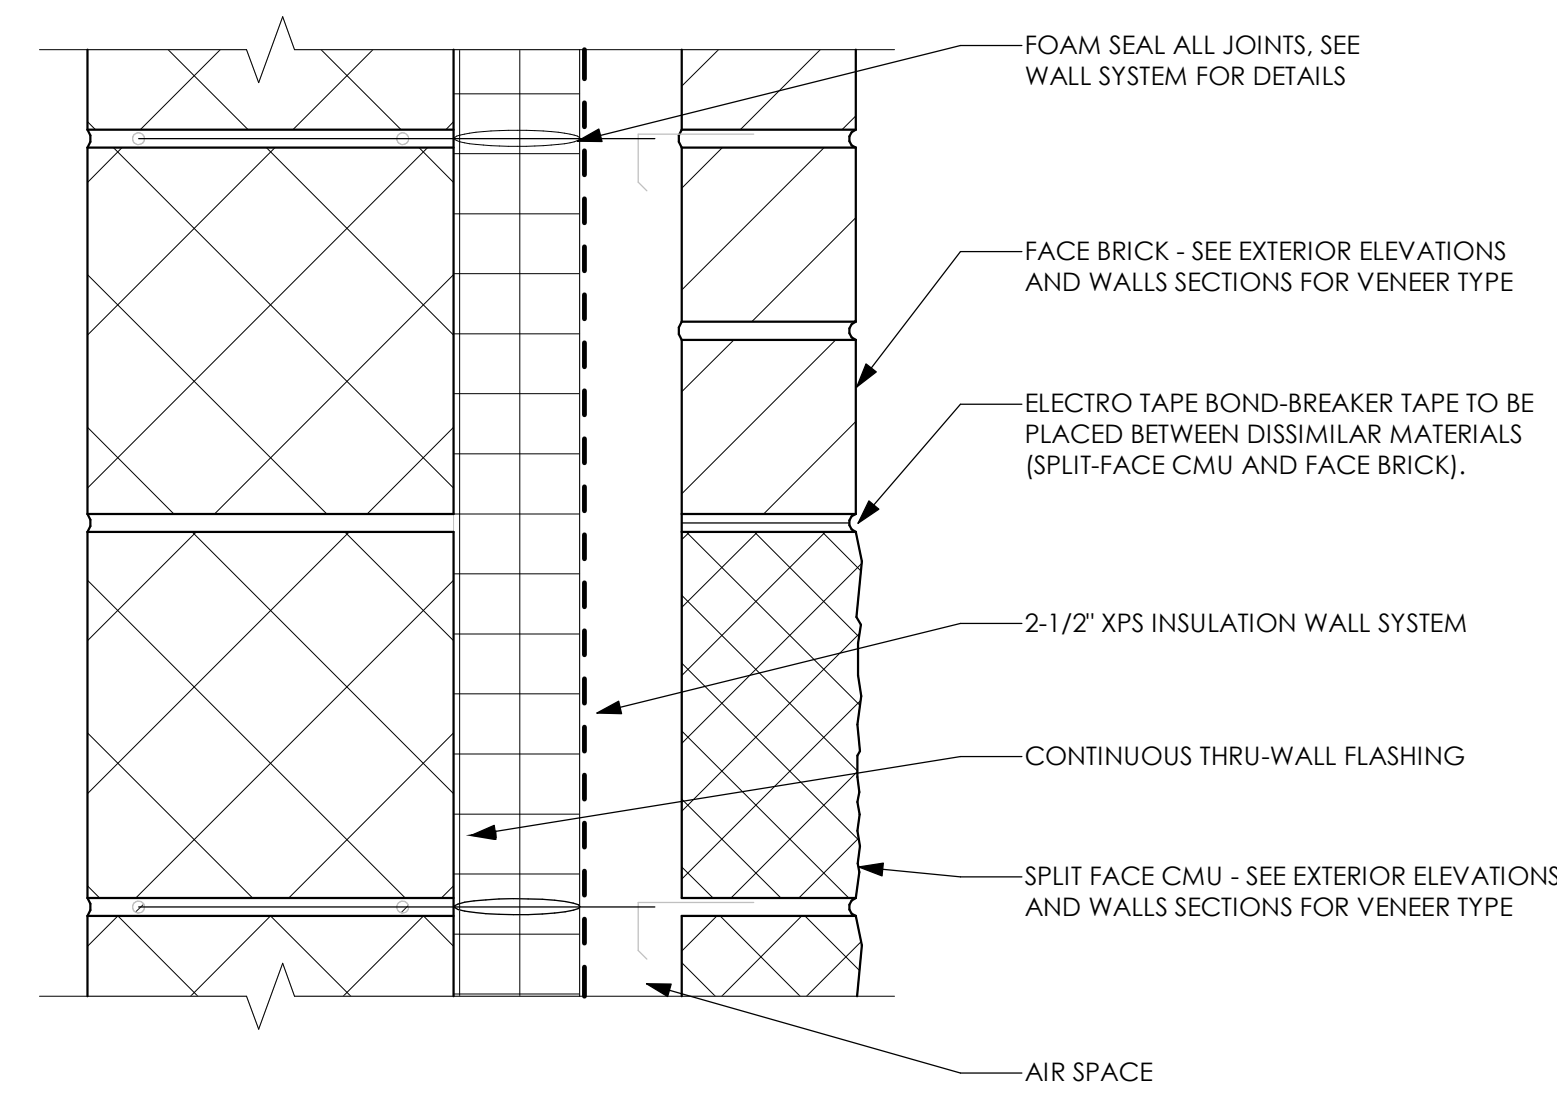 FOAM SEAL ALL JOINTS, SEE
WALL SYSTEM FOR DETAILS
FACE BRICK - SEE EXTERIOR ELEVATIONS
AND WALLS SECTIONS FOR VENEER TYPE
ELECTRO TAPE BOND-BREAKER TAPE TO BE
PLACED BETWEEN DISSIMILAR MATERIALS
(SPLIT-FACE CMU AND FACE BRICK).
2-1/2" XPS INSULATION WALL SYSTEM
CONTINUOUS THRU-WALL FLASHING
SPLIT FACE CMU - SEE EXTERIOR ELEVATIONS
AND WALLS SECTIONS FOR VENEER TYPE
AIR SPACE